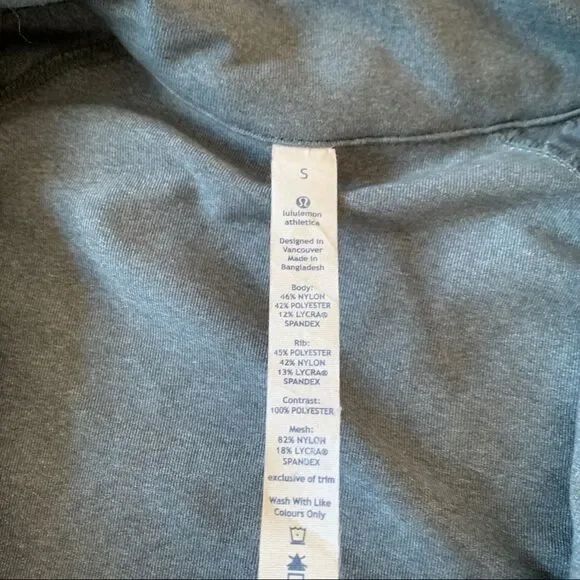 S
lululemon
athletica
Designed in
Vancouver
Made in
Bangladesh
Body:
46% NYLON
42% POLYESTER
12% LYCRA®
SPANDEX
Rib:
45% POLYESTER
42% NYLON
13% LYCRA®
SPANDEX
Contrast:
100% POLYESTER
Mesh:
82% NYLON
18% LYCRA®
SPANDEX
exclusive of trim
Wash With Like
Colours Only